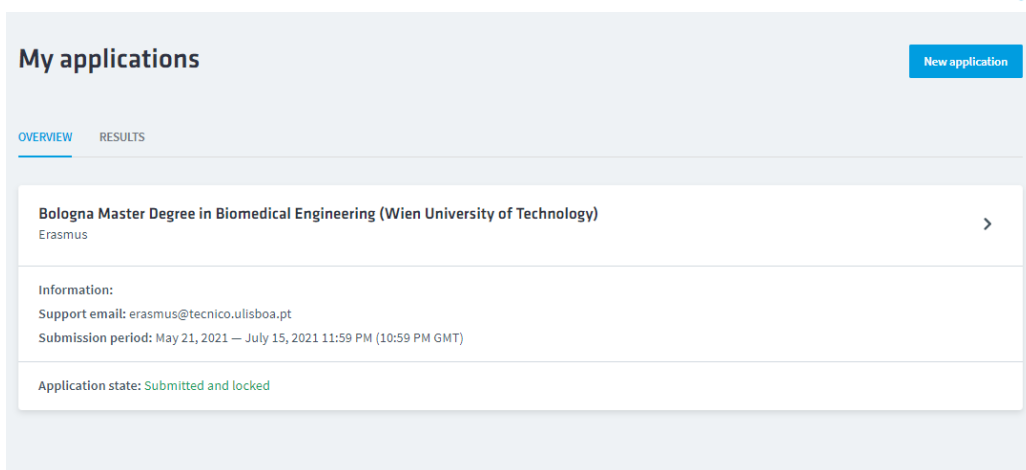 My applications
New application
OVERVIEW RESULTS
Bologna Master Degree in Biomedical Engineering (Wien University of Technology)
Erasmus
Information:
Support email: erasmus@tecnico.ulisboa.pt
Submission period: May 21, 2021 — July 15, 2021 11:59 PM (10:59 PM GMT)
Application state: Submitted and locked